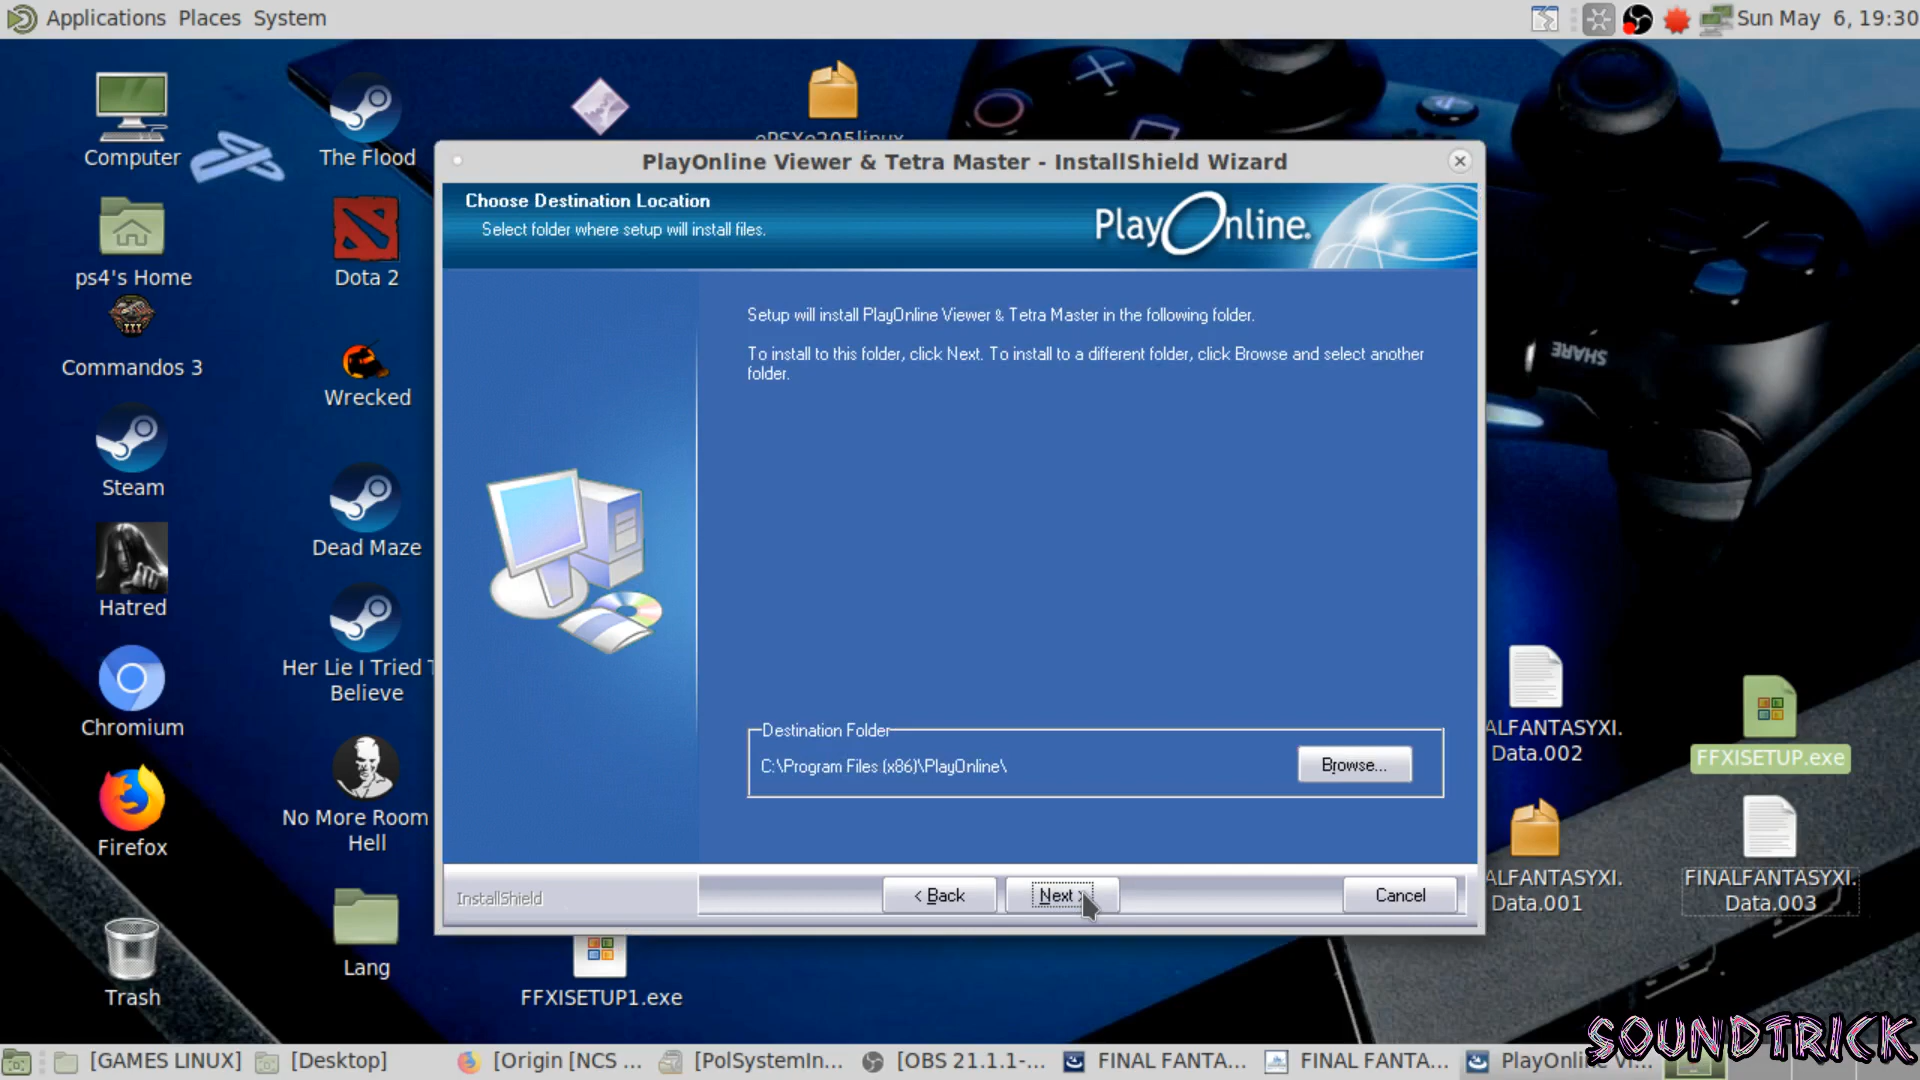 Applications Places System
Sun May 6, 19:30
Computer
The Flood
ePSXe205linux
ps4's Home
Dota 2
Commandos 3
Wrecked
Steam
Dead Maze
Hatred
Her Lie I Tried T
Believe
Chromium
No More Room
Hell
Firefox
Lang
Trash
FFXISETUP1.exe
PlayOnline Viewer & Tetra Master - InstallShield Wizard
Choose Destination Location
Select folder where setup will install files.
PlayOnline.
Setup will install PlayOnline Viewer & Tetra Master in the following folder.
To install to this folder, click Next. To install to a different folder, click Browse and select another
folder.
Destination Folder
C:\Program Files (x86)\PlayOnline\
Browse...
InstallShield
< Back
Next >
Cancel
SHARE
ALFANTASYXI.
Data.002
FFXISETUP.exe
ALFANTASYXI.
Data.001
FINALFANTASYXI.
Data.003
SOUNDTRICK
[GAMES LINUX]
[Desktop]
[Origin [NCS ...
[PolSystemIn...
[OBS 21.1.1-...
FINAL FANTA...
FINAL FANTA...
PlayOnline Vi...